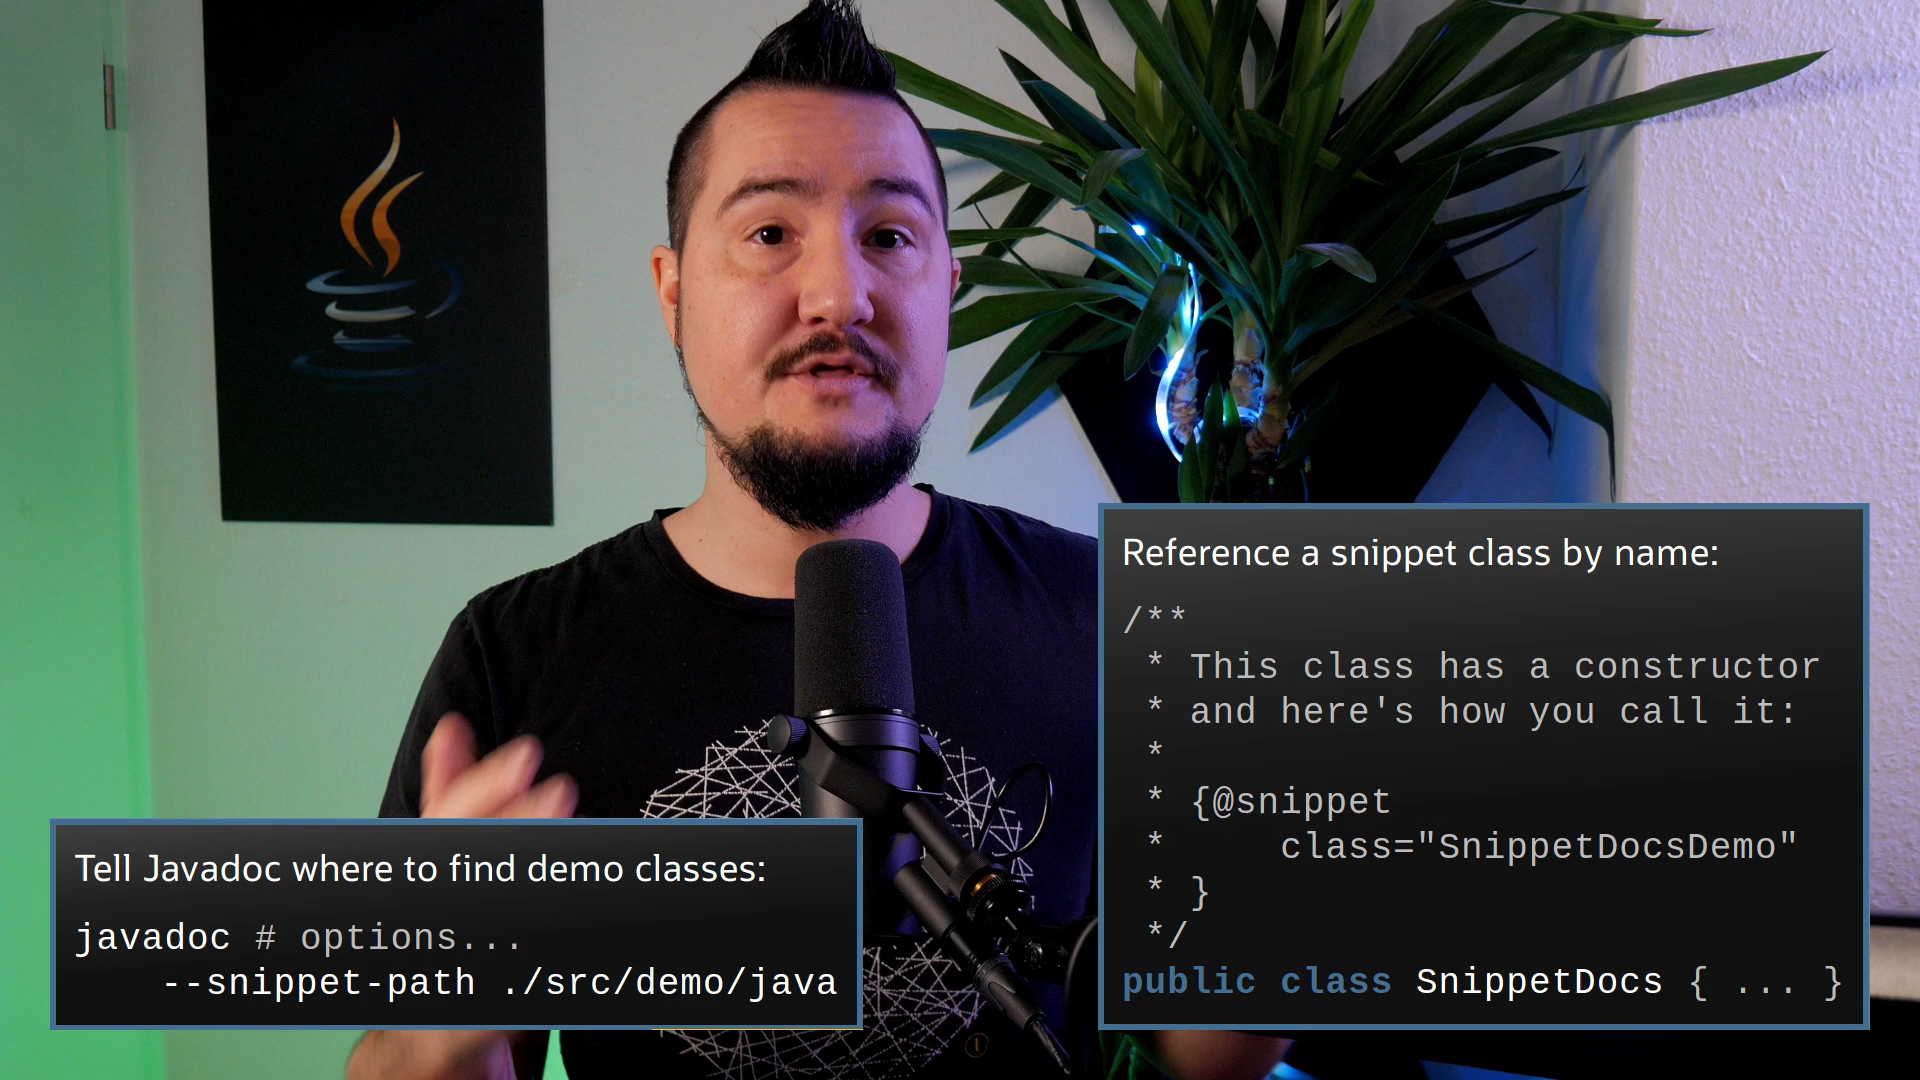 Tell Javadoc where to find demo classes:
javadoc # options...
    --snippet-path ./src/demo/java
Reference a snippet class by name:
/**
 * This class has a constructor
 * and here's how you call it:
 *
 * {@snippet
 *     class="SnippetDocsDemo"
 * }
 */
public class SnippetDocs { ... }